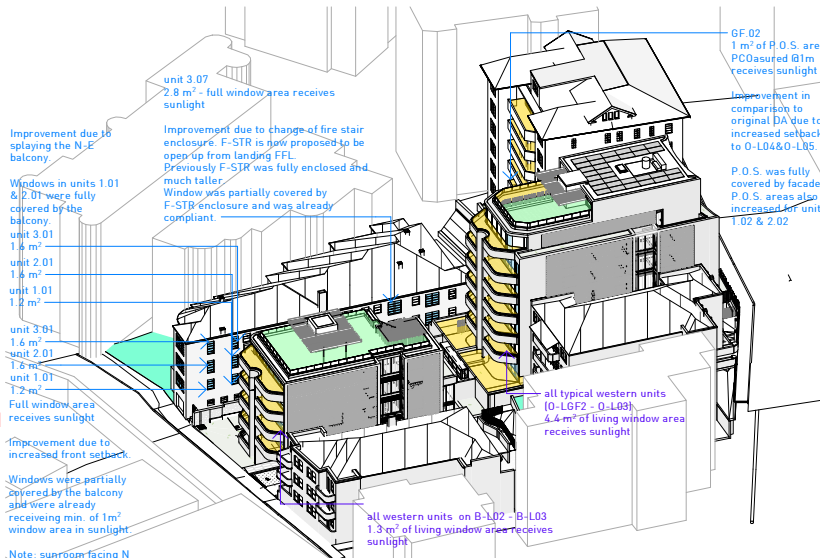 Improvement due to
splaying the N-E
balcony.
Windows in units 1.01
& 2.01 were fully
covered by the
balcony.
unit 3.01
1.6 m²
unit 2.01
1.6 m²
unit 1.01
1.2 m²
unit 3.01
1.6 m²
unit 2.01
1.6 m²
unit 1.01
1.2 m²
Full window area
receives sunlight
Improvement due to
increased front setback.
Windows were partially
covered by the balcony
and were already
receiveing min. of 1m²
window area in sunlight.
Note: sunroom facing N
unit 3.07
2.8 m² - full window area receives
sunlight
Improvement due to change of fire stair
enclosure. F-STR is now proposed to be
open up from landing FFL.
Previously F-STR was fully enclosed and
much taller.
Window was partially covered by
F-STR enclosure and was already
compliant.
GF.02
1 m² of P.O.S. are
PCOasured @1m
receives sunlight
Improvement in
comparison to
original DA due to
increased setback
to O-L04&O-L05.
P.O.S. was fully
covered by facade
P.O.S. areas also
increased for unit
1.02 & 2.02
all typical western units
(O-LGF2 - O-L03)
4.4 m² of living window area
receives sunlight
all western units on B-L02 - B-L03
1.3 m² of living window area receives
sunlight